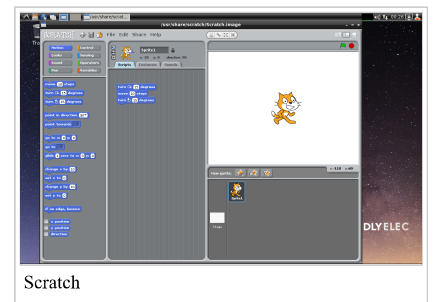 /usr/share/scratch/Scratch.image
SCRATCH File Edit Share Help
Motion Control
Looks Sensing
Sound Operators
Pen Variables
Sprite1
Scripts Costumes Sounds
move 10 steps
turn 15 degrees
turn 15 degrees
point in direction 90
point towards
go to x: 0 y: 0
go to
glide 1 secs to x: 0 y: 0
change x by 10
set x to 0
change y by 10
set y to 0
if on edge, bounce
x position
y position
direction
turn 15 degrees
move 10 steps
turn 15 degrees
New sprite:
Sprite1
Stage
DLYELEC
Scratch